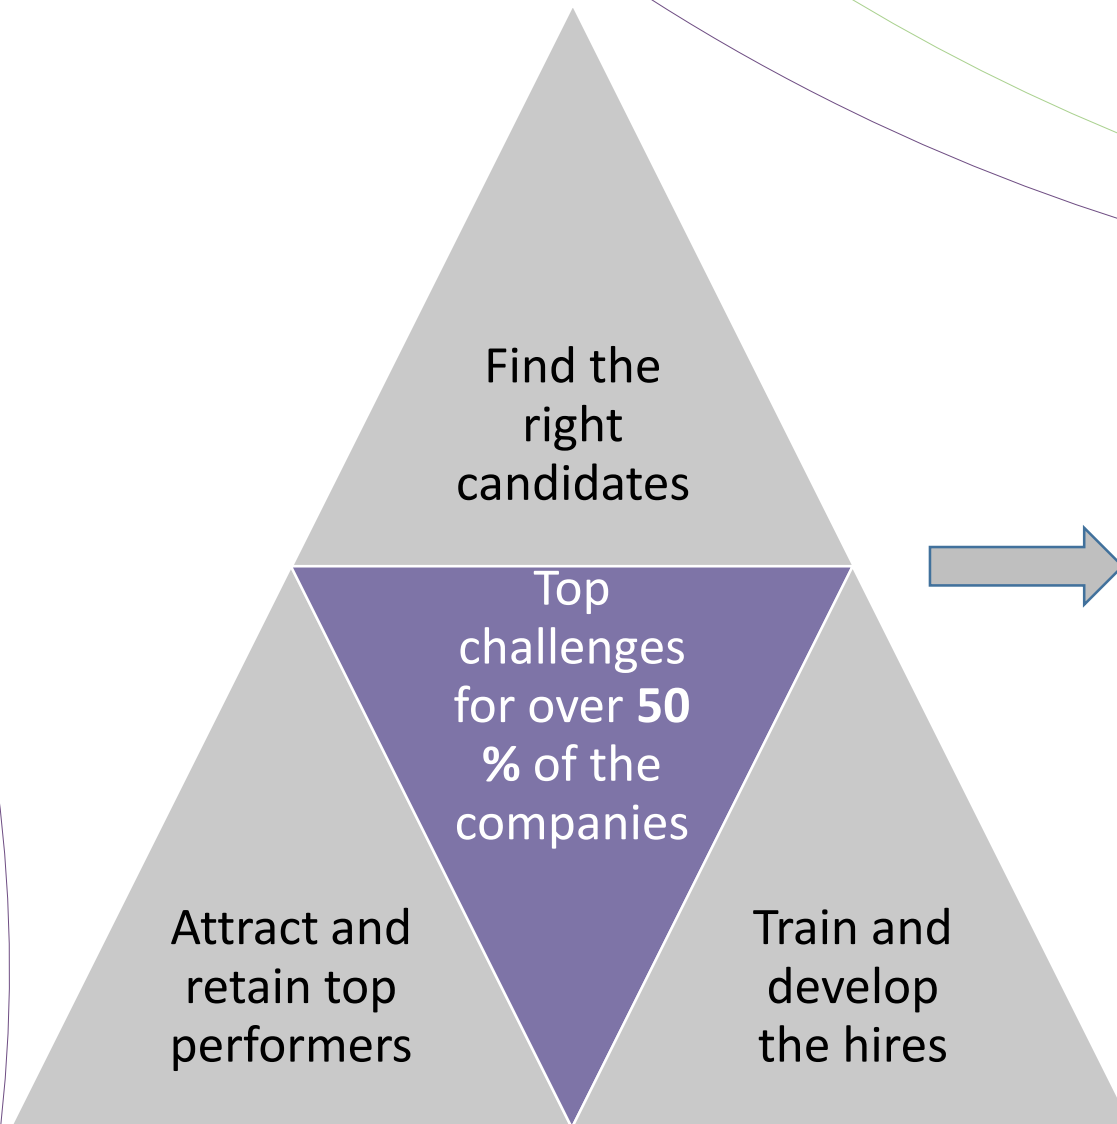 Find the
right
candidates
Top
challenges
for over 50
% of the
companies
Attract and
retain top
performers
Train and
develop
the hires